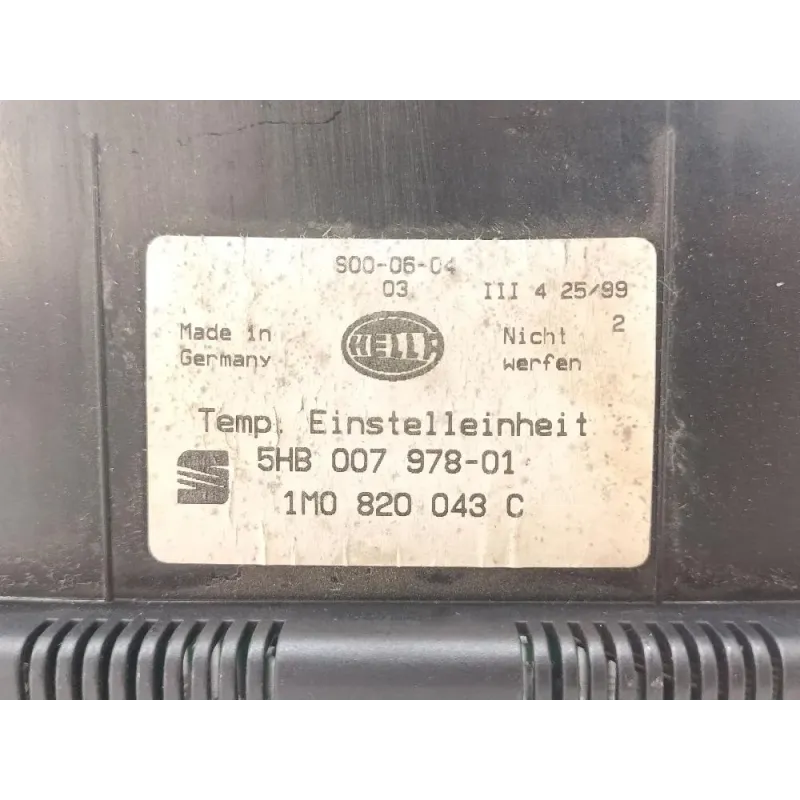 S00-06-04
03 III 4 25/99
Made in Germany
HELLA
Nicht werfen
2
Temp. Einstelleinheit
5HB 007 978-01
1M0 820 043 C